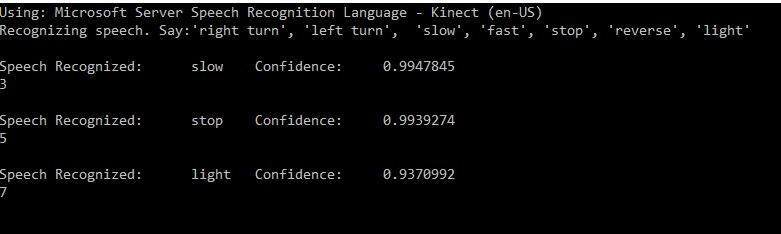 Using: Microsoft Server Speech Recognition Language - Kinect (en-US)
Recognizing speech. Say:'right turn', 'left turn',  'slow', 'fast', 'stop', 'reverse', 'light'
Speech Recognized:      slow    Confidence:     0.9947845
3
Speech Recognized:      stop    Confidence:     0.9939274
5
Speech Recognized:      light   Confidence:     0.9370992
7